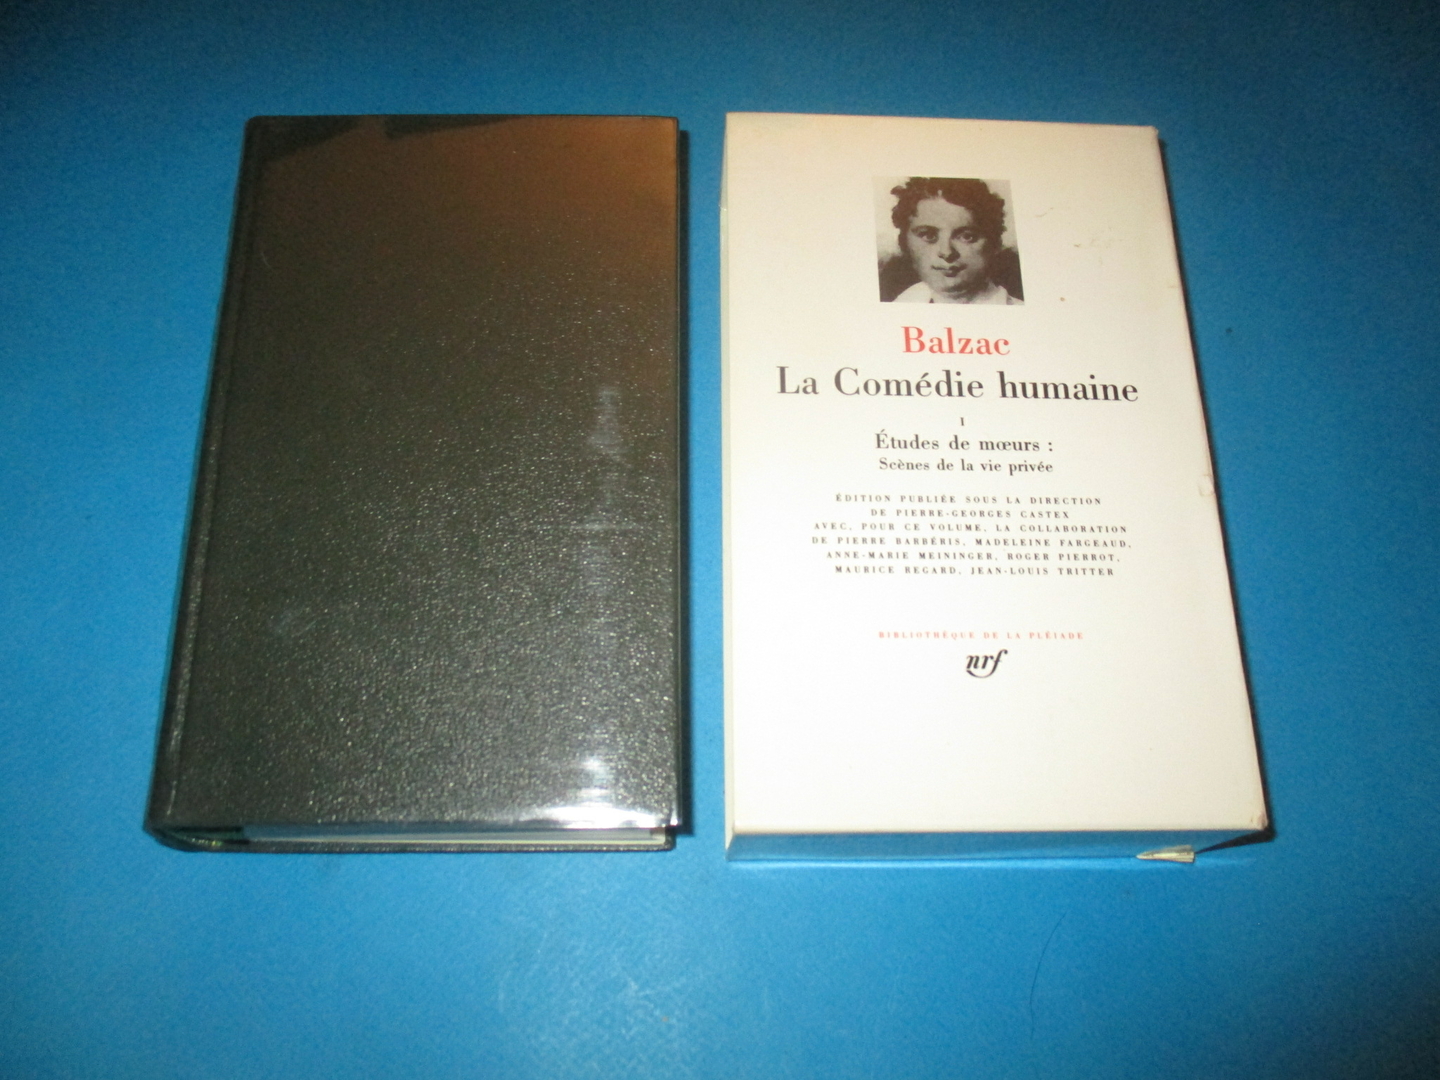 Balzac
La Comédie humaine
I
Études de mœurs :
Scènes de la vie privée
ÉDITION PUBLIÉE SOUS LA DIRECTION
DE PIERRE-GEORGES CASTEX
AVEC, POUR CE VOLUME, LA COLLABORATION
DE PIERRE BARBÉRIS, MADELEINE FARGEAUD,
ANNE-MARIE MEININGER, ROGER PIERROT,
MAURICE REGARD, JEAN-LOUIS TRITTER
BIBLIOTHÈQUE DE LA PLÉIADE
nrf